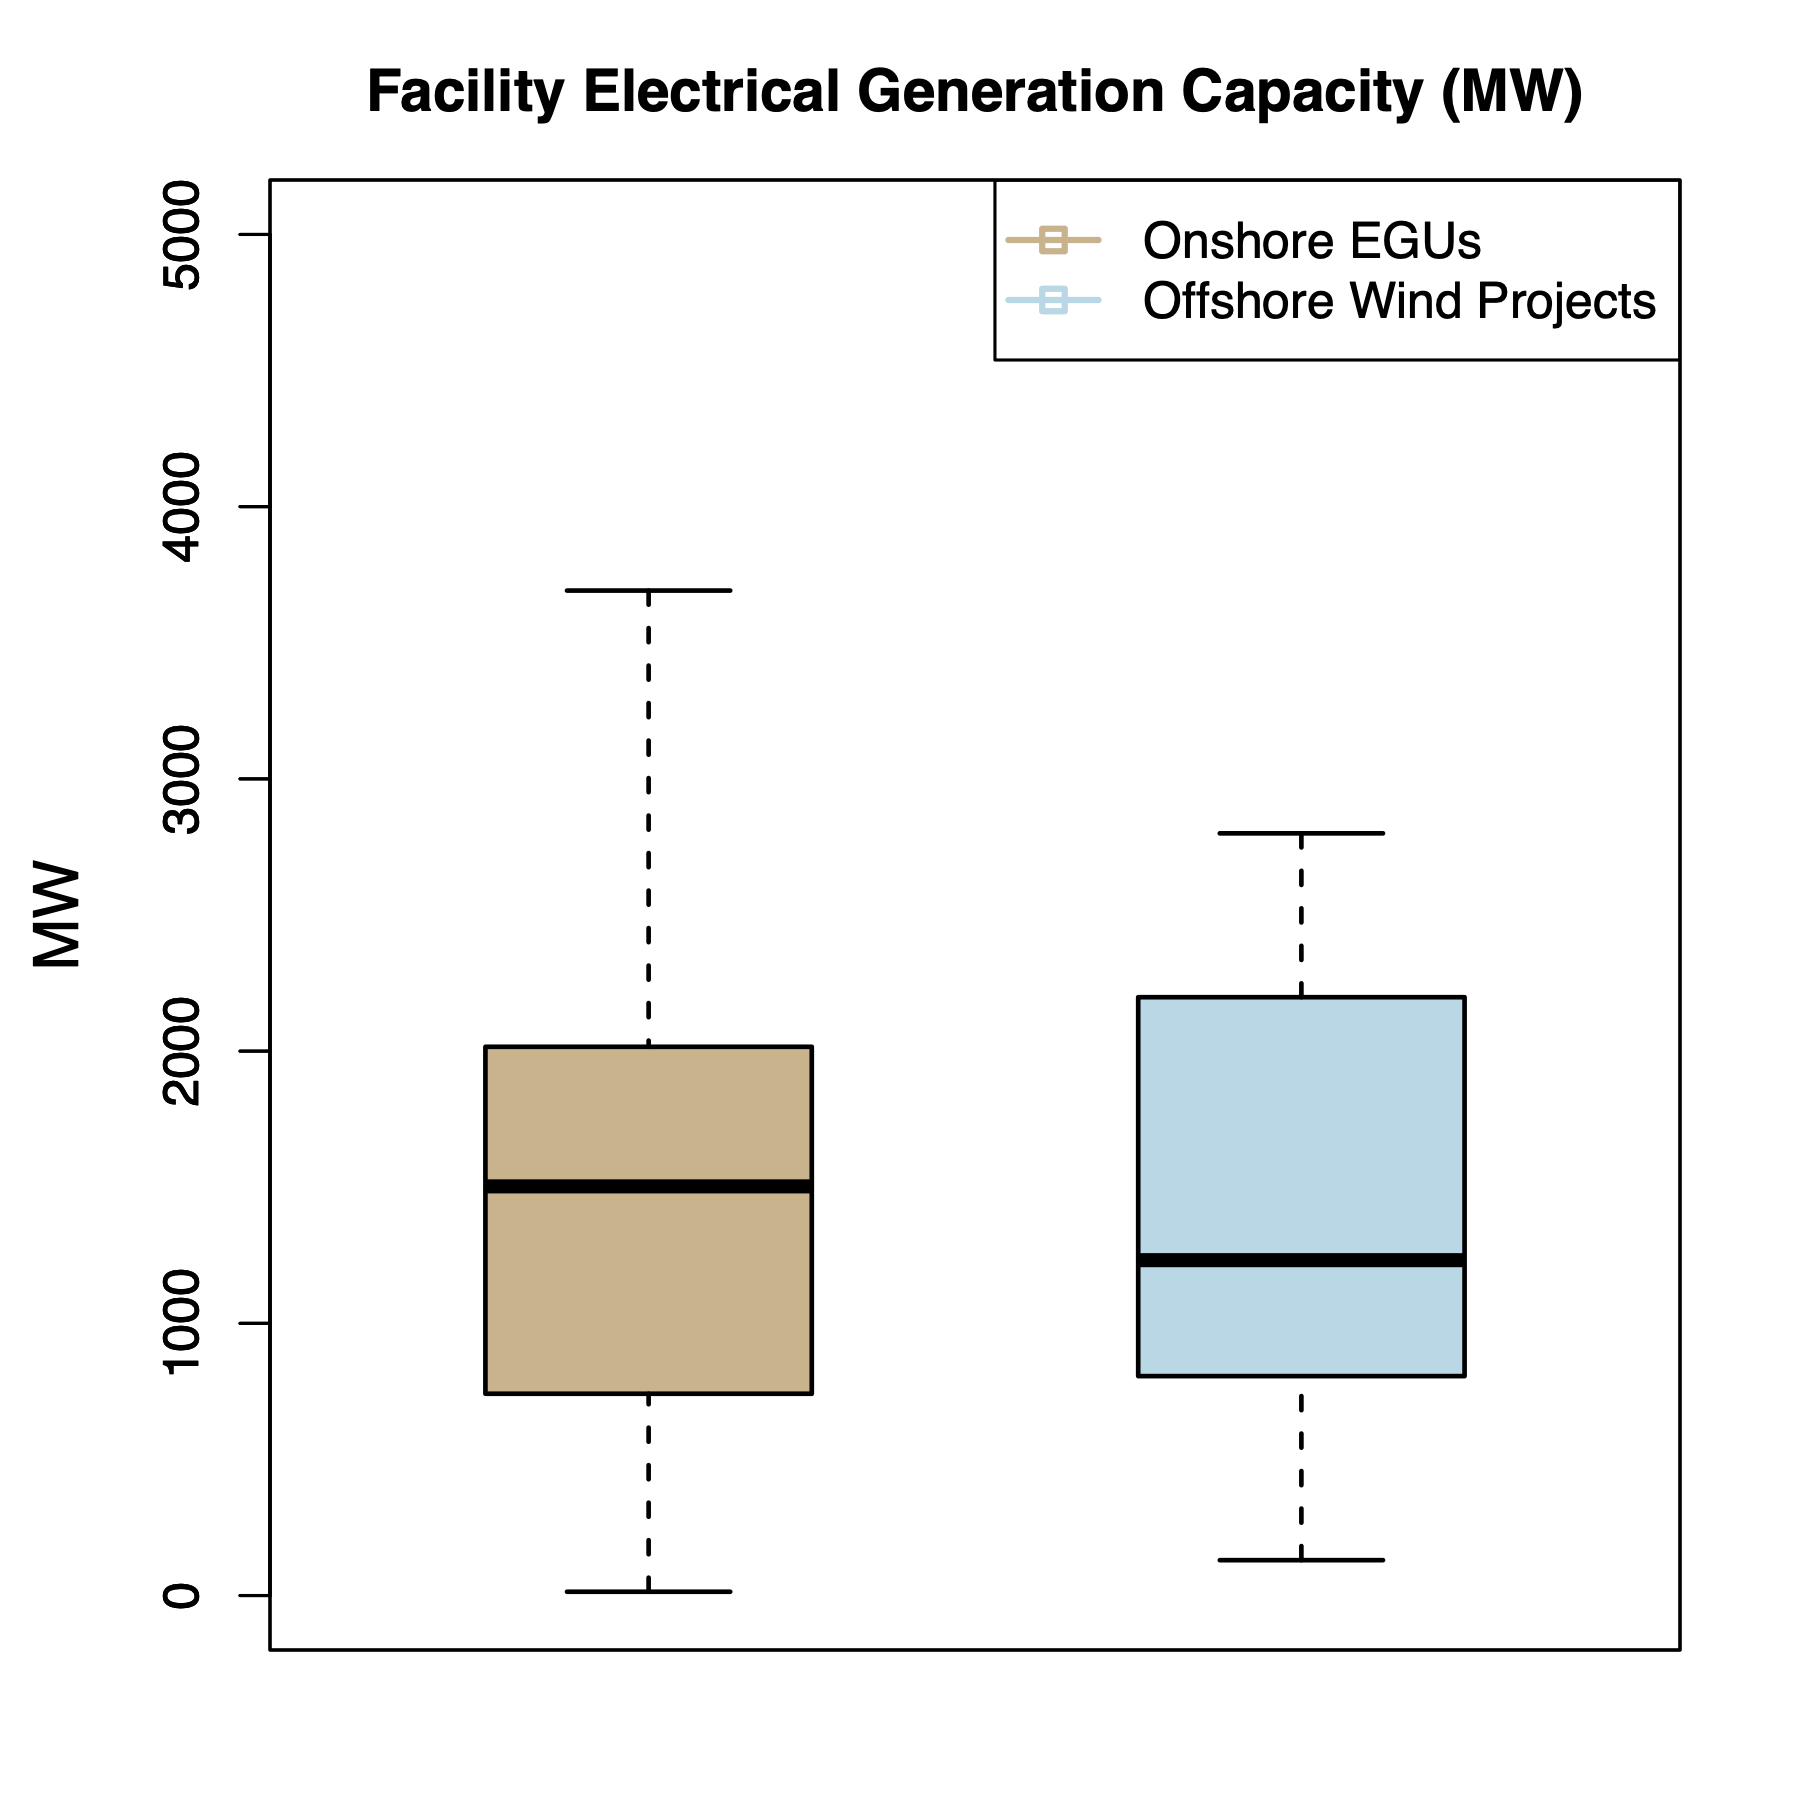 Facility Electrical Generation Capacity (MW)
Onshore EGUs
Offshore Wind Projects
5000
4000
3000
2000
1000
0
MW